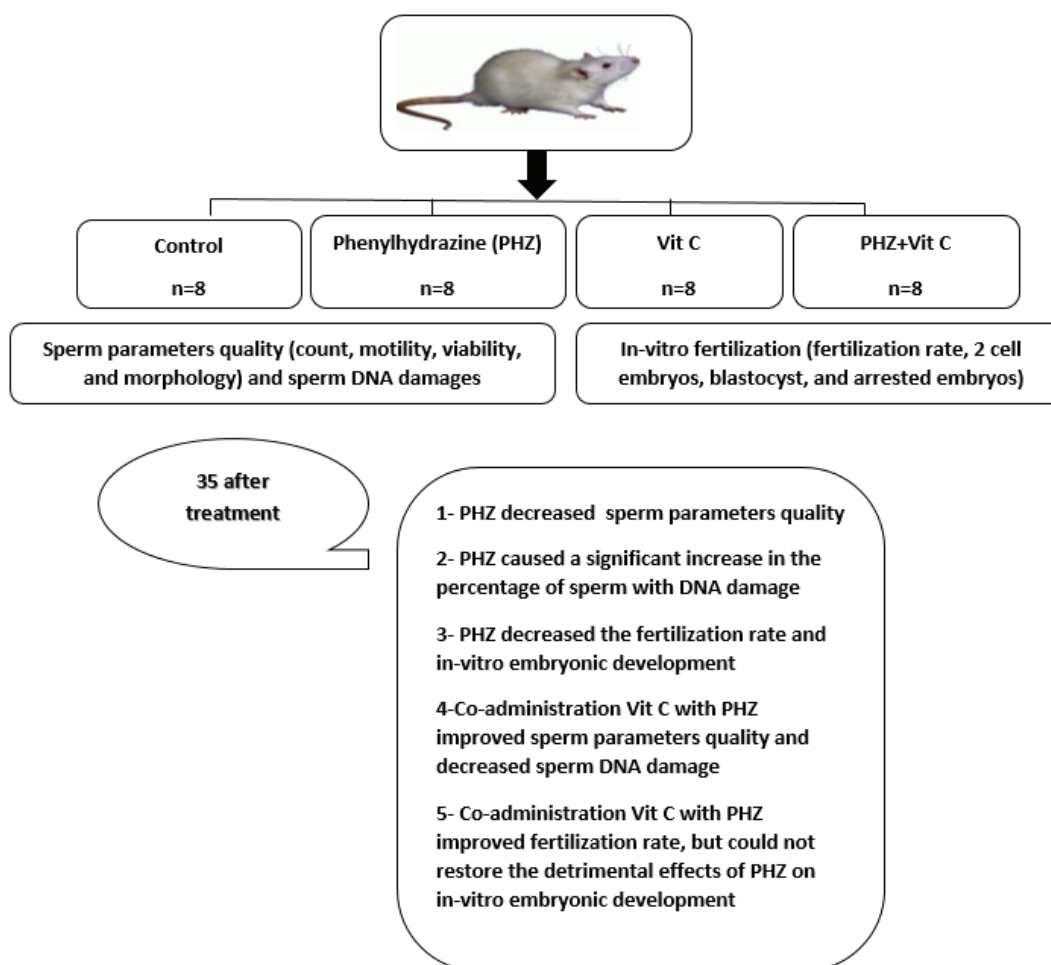 Control
n=8
Phenylhydrazine (PHZ)
n=8
Vit C
n=8
PHZ+Vit C
n=8
Sperm parameters quality (count, motility, viability,
and morphology) and sperm DNA damages
In-vitro fertilization (fertilization rate, 2 cell
embryos, blastocyst, and arrested embryos)
35 after
treatment
1- PHZ decreased sperm parameters quality
2- PHZ caused a significant increase in the
percentage of sperm with DNA damage
3- PHZ decreased the fertilization rate and
in-vitro embryonic development
4-Co-administration Vit C with PHZ
improved sperm parameters quality and
decreased sperm DNA damage
5- Co-administration Vit C with PHZ
improved fertilization rate, but could not
restore the detrimental effects of PHZ on
in-vitro embryonic development